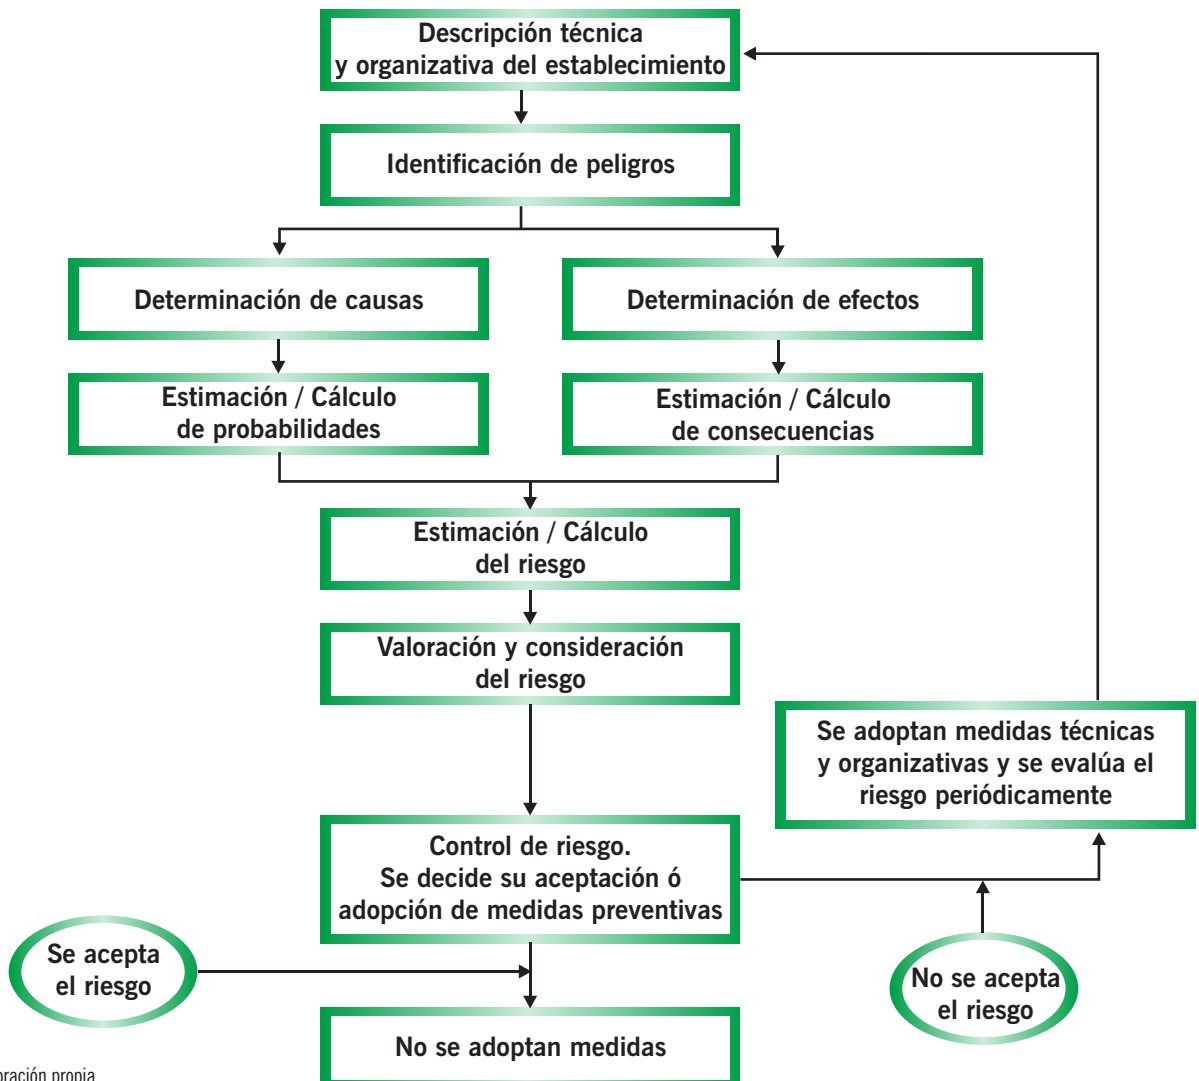 Descripción técnica
y organizativa del establecimiento
Identificación de peligros
Determinación de causas
Determinación de efectos
Estimación / Cálculo
de probabilidades
Estimación / Cálculo
de consecuencias
Estimación / Cálculo
del riesgo
Valoración y consideración
del riesgo
Se adoptan medidas técnicas
y organizativas y se evalúa el
riesgo periódicamente
Control de riesgo.
Se decide su aceptación ó
adopción de medidas preventivas
Se acepta
el riesgo
No se acepta
el riesgo
No se adoptan medidas
oración propia